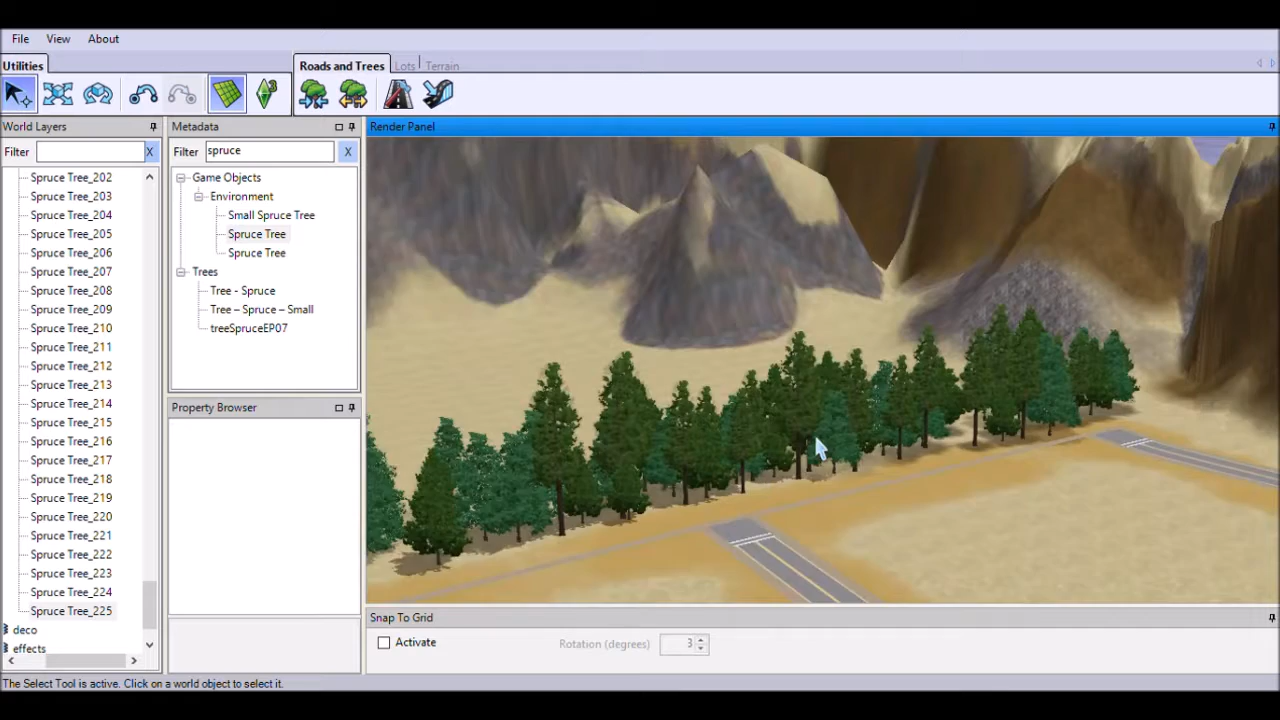 File View About
Utilities
Roads and Trees Lots Terrain
World Layers
Filter X
Spruce Tree_202
Spruce Tree_203
Spruce Tree_204
Spruce Tree_205
Spruce Tree_206
Spruce Tree_207
Spruce Tree_208
Spruce Tree_209
Spruce Tree_210
Spruce Tree_211
Spruce Tree_212
Spruce Tree_213
Spruce Tree_214
Spruce Tree_215
Spruce Tree_216
Spruce Tree_217
Spruce Tree_218
Spruce Tree_219
Spruce Tree_220
Spruce Tree_221
Spruce Tree_222
Spruce Tree_223
Spruce Tree_224
Spruce Tree_225
deco
effects
Metadata
Filter spruce X
Game Objects
Environment
Small Spruce Tree
Spruce Tree
Spruce Tree
Trees
Tree - Spruce
Tree – Spruce – Small
treeSpruceEP07
Property Browser
Render Panel
Snap To Grid
Activate Rotation (degrees) 3
The Select Tool is active. Click on a world object to select it.